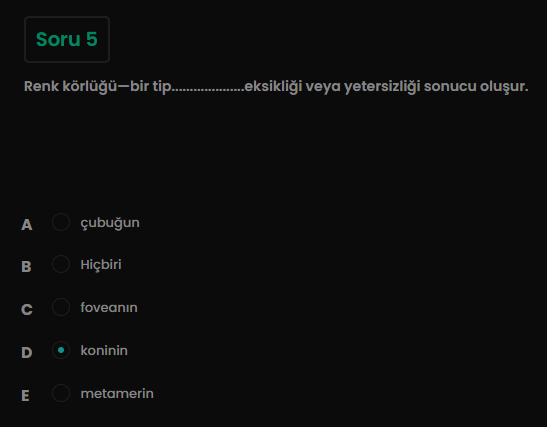 Soru 5
Renk körlüğü—bir tip....................eksikliği veya yetersizliği sonucu oluşur.
A çubuğun
B Hiçbiri
C foveanın
D koninin
E metamerin